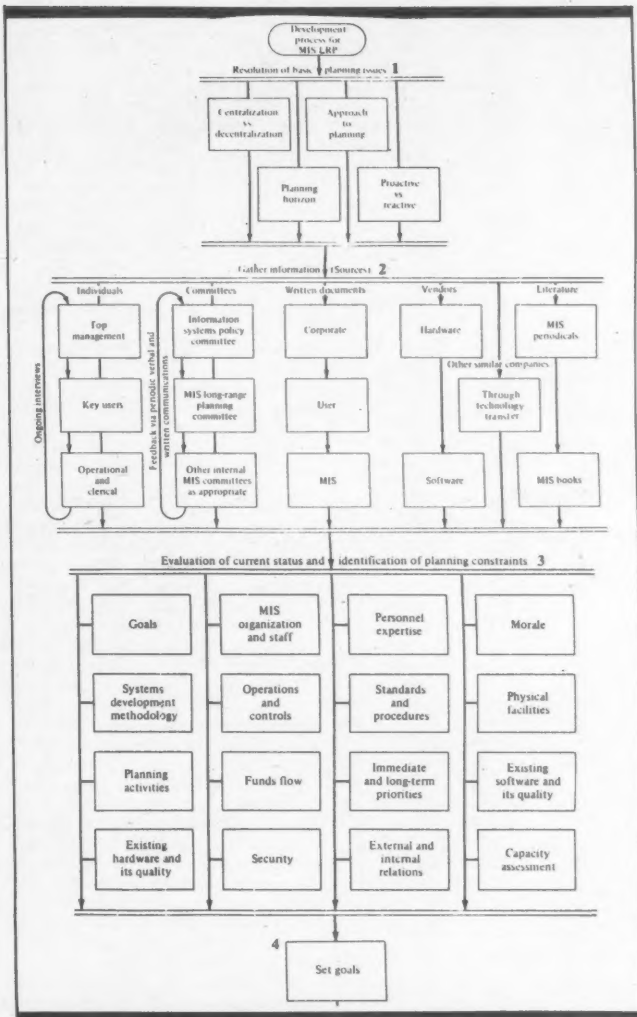 Development
process for
MIS LRP
Resolution of basic planning issues 1
Centralization
vs
decentralization
Approach
to
planning
Planning
horizon
Proactive
vs
reactive
Gather information (Sources) 2
Individuals
Committees
Written documents
Vendors
Literature
Ongoing interviews
Top
management
Key users
Operational
and
clerical
Feedback via periodic verbal and
written communications
Information
systems policy
committee
MIS long-range
planning
committee
Other internal
MIS committees
as appropriate
Corporate
User
MIS
Hardware
Software
Other similar companies
Through
technology
transfer
MIS
periodicals
MIS books
Evaluation of current status and identification of planning constraints 3
Goals
MIS
organization
and staff
Personnel
expertise
Morale
Systems
development
methodology
Operations
and
controls
Standards
and
procedures
Physical
facilities
Planning
activities
Funds flow
Immediate
and long-term
priorities
Existing
software and
its quality
Existing
hardware and
its quality
Security
External and
internal
relations
Capacity
assessment
4
Set goals